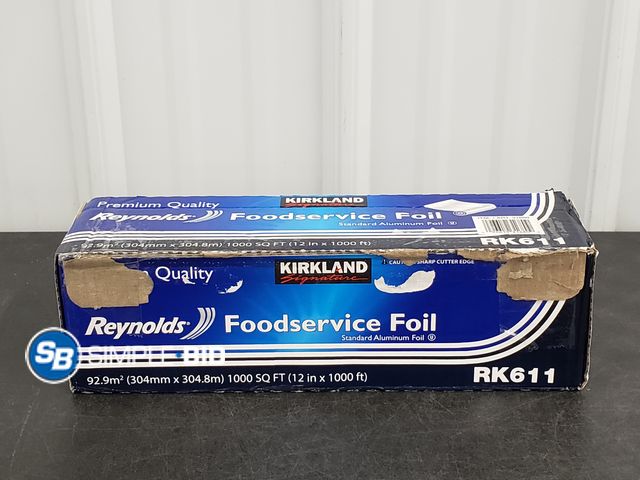 Premium Quality
KIRKLAND
Reynolds Foodservice Foil
Standard Aluminum Foil
92.9m² (304mm x 304.8m) 1000 SQ FT (12 in x 1000 ft)
RK611
Quality
KIRKLAND
Signature
SHARP CUTTER EDGE
Reynolds Foodservice Foil
Standard Aluminum Foil
SB SIMPLE BID
92.9m² (304mm x 304.8m) 1000 SQ FT (12 in x 1000 ft)
RK611